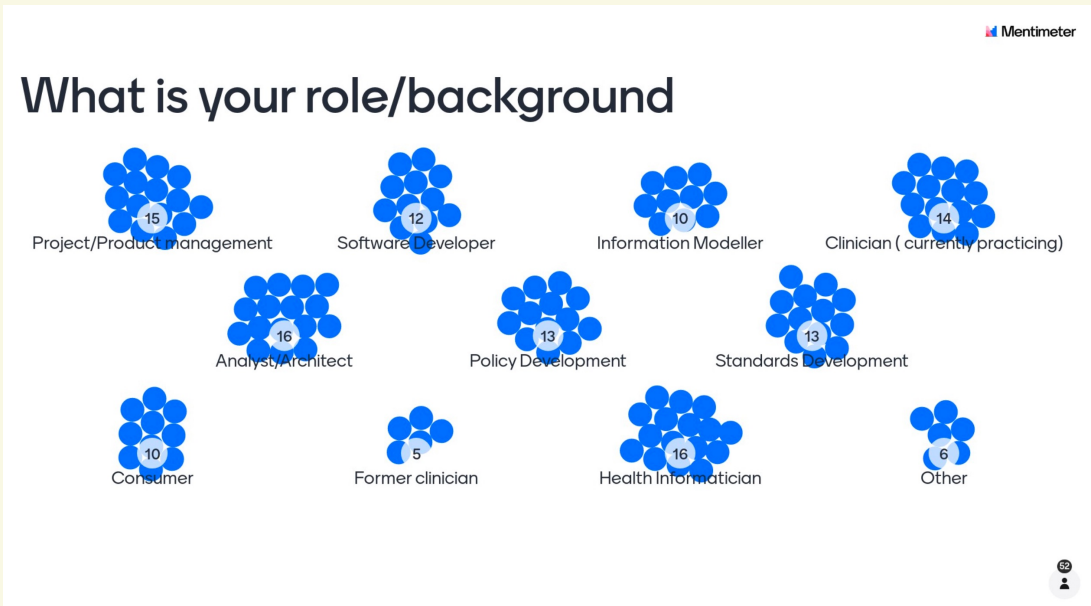 Mentimeter
What is your role/background
15
12
10
14
Project/Product management
Software Developer
Information Modeller
Clinician ( currently practicing)
16
13
13
Analyst/Architect
Policy Development
Standards Development
10
5
16
6
Consumer
Former clinician
Health Informatician
Other
52